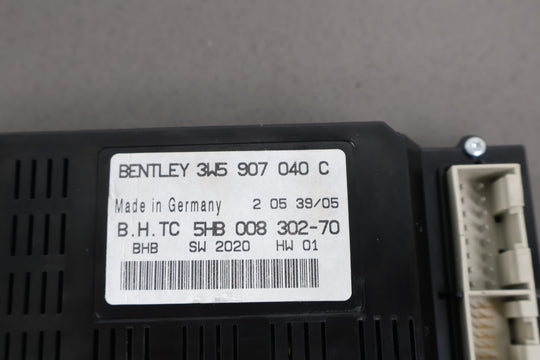 BENTLEY 3W5 907 040 C
Made in Germany 2 05 39/05
B.H.TC 5HB 008 302-70
BHB SW 2020 HW 01